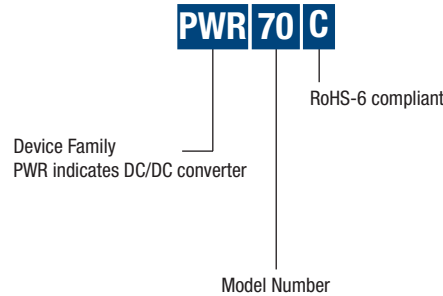 PWR 70 C
RoHS-6 compliant
Device Family
PWR indicates DC/DC converter
Model Number